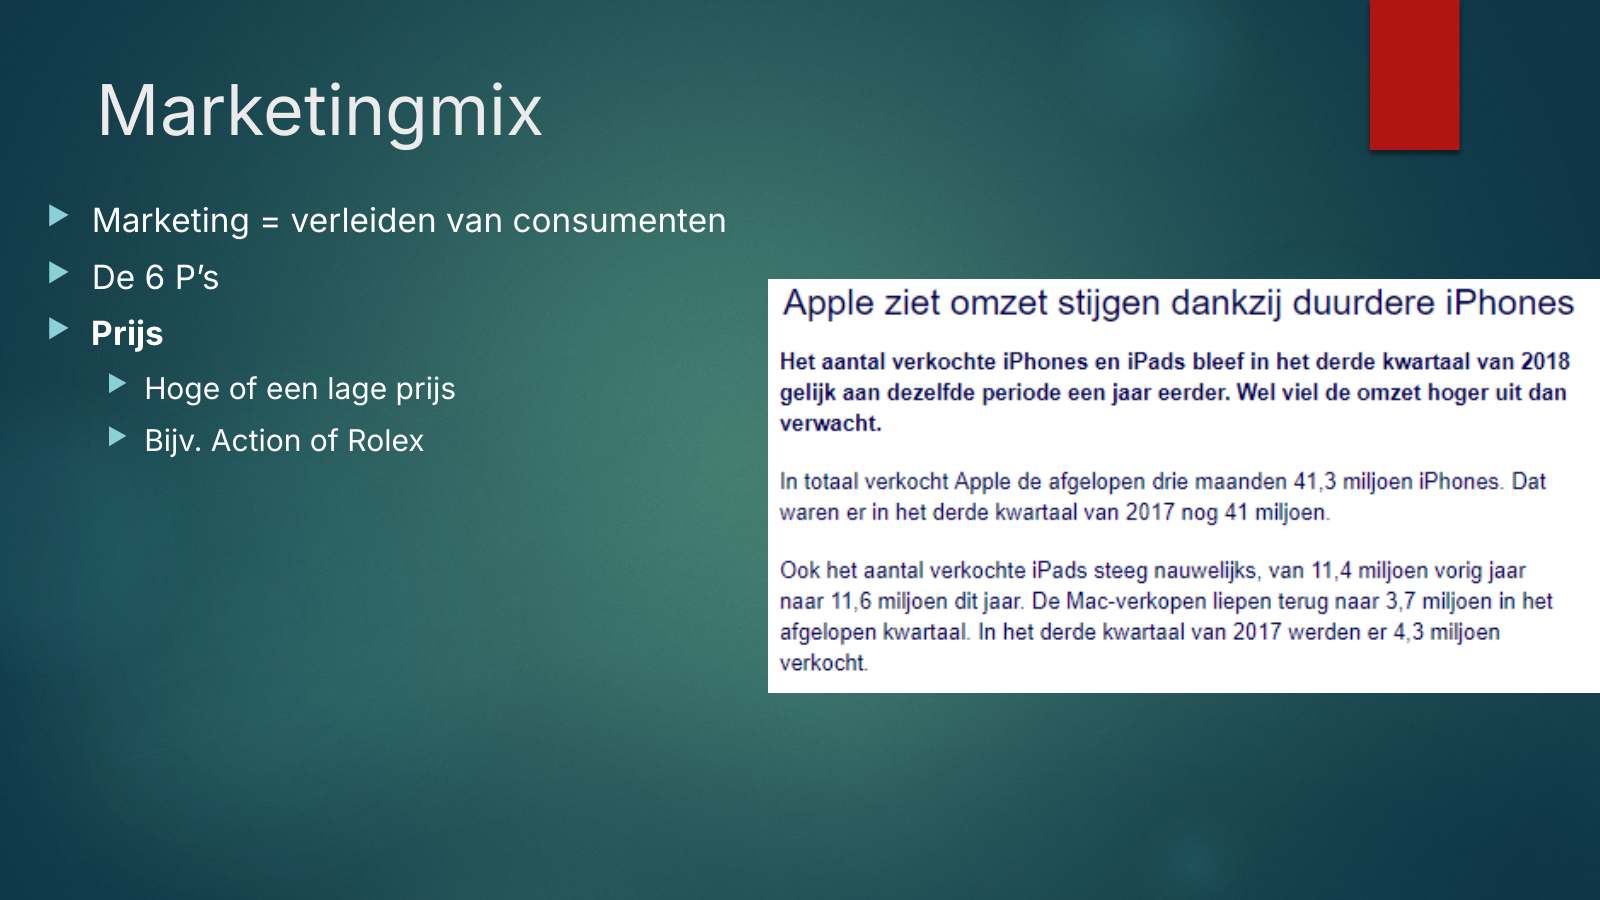 Marketingmix
Marketing = verleiden van consumenten
De 6 P’s
Prijs
Hoge of een lage prijs
Bijv. Action of Rolex
Apple ziet omzet stijgen dankzij duurdere iPhones
Het aantal verkochte iPhones en iPads bleef in het derde kwartaal van 2018
gelijk aan dezelfde periode een jaar eerder. Wel viel de omzet hoger uit dan
verwacht.
In totaal verkocht Apple de afgelopen drie maanden 41,3 miljoen iPhones. Dat
waren er in het derde kwartaal van 2017 nog 41 miljoen.
Ook het aantal verkochte iPads steeg nauwelijks, van 11,4 miljoen vorig jaar
naar 11,6 miljoen dit jaar. De Mac-verkopen liepen terug naar 3,7 miljoen in het
afgelopen kwartaal. In het derde kwartaal van 2017 werden er 4,3 miljoen
verkocht.